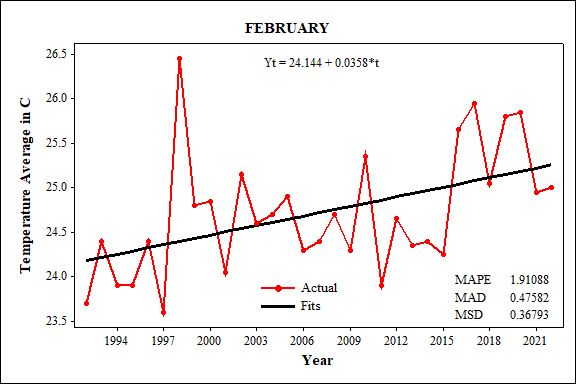 FEBRUARY
Yt = 24.144 + 0.0358*t
Temperature Average in C
26.5
26.0
25.5
25.0
24.5
24.0
23.5
Actual
Fits
MAPE 1.91088
MAD 0.47582
MSD 0.36793
1994 1997 2000 2003 2006 2009 2012 2015 2018 2021
Year